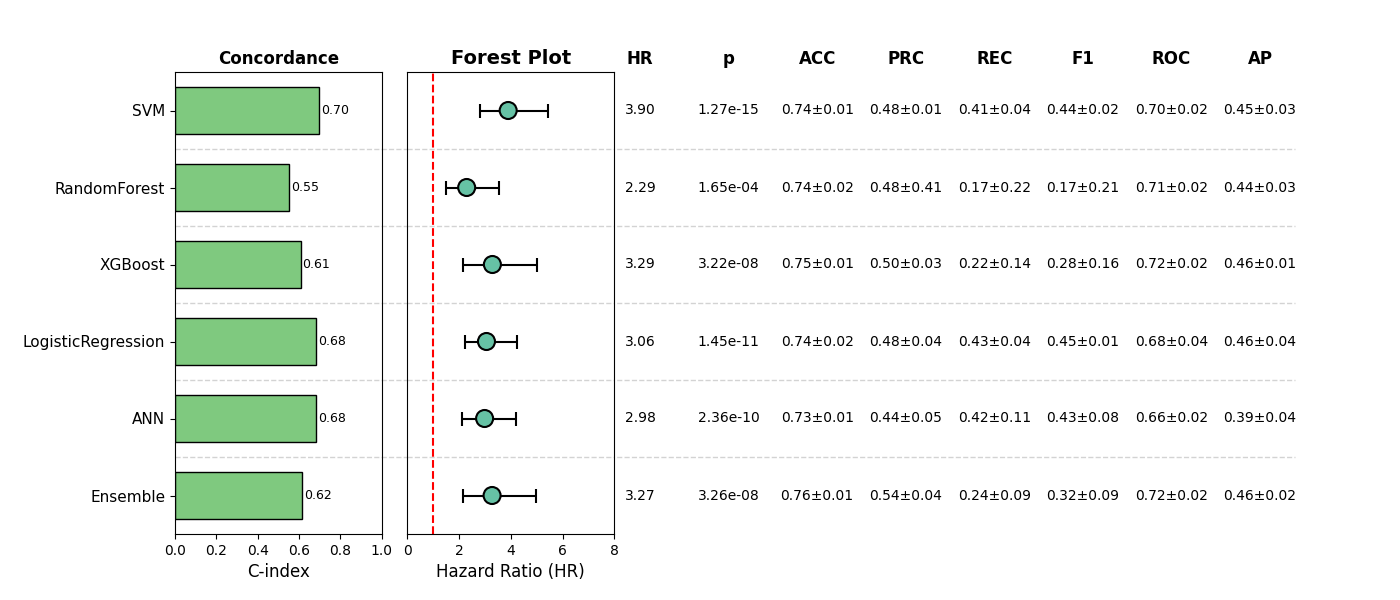 Concordance Forest Plot HR p ACC PRC REC F1 ROC AP
SVM 0.70 3.90 1.27e-15 0.74±0.01 0.48±0.01 0.41±0.04 0.44±0.02 0.70±0.02 0.45±0.03
RandomForest 0.55 2.29 1.65e-04 0.74±0.02 0.48±0.41 0.17±0.22 0.17±0.21 0.71±0.02 0.44±0.03
XGBoost 0.61 3.29 3.22e-08 0.75±0.01 0.50±0.03 0.22±0.14 0.28±0.16 0.72±0.02 0.46±0.01
LogisticRegression 0.68 3.06 1.45e-11 0.74±0.02 0.48±0.04 0.43±0.04 0.45±0.01 0.68±0.04 0.46±0.04
ANN 0.68 2.98 2.36e-10 0.73±0.01 0.44±0.05 0.42±0.11 0.43±0.08 0.66±0.02 0.39±0.04
Ensemble 0.62 3.27 3.26e-08 0.76±0.01 0.54±0.04 0.24±0.09 0.32±0.09 0.72±0.02 0.46±0.02
0.0 0.2 0.4 0.6 0.8 1.0 0 2 4 6 8
C-index Hazard Ratio (HR)